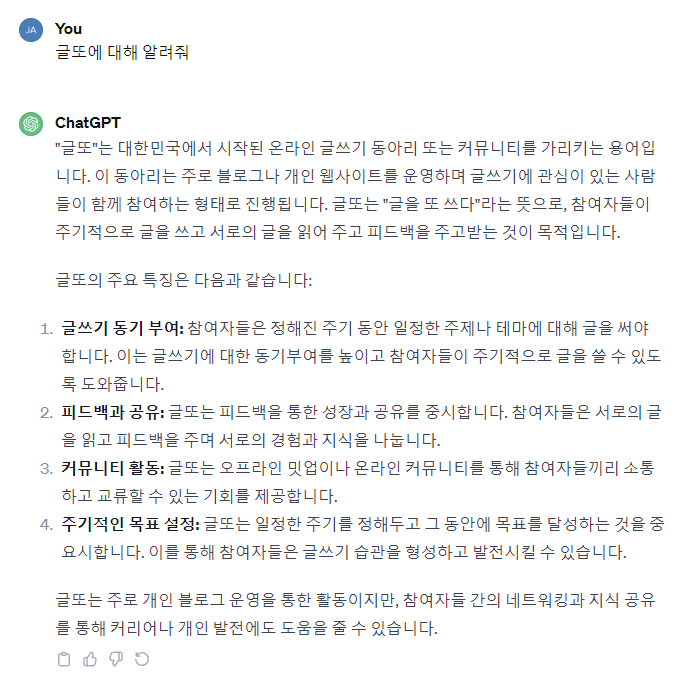 JA
You
글또에 대해 알려줘
ChatGPT
"글또"는 대한민국에서 시작된 온라인 글쓰기 동아리 또는 커뮤니티를 가리키는 용어입
니다. 이 동아리는 주로 블로그나 개인 웹사이트를 운영하며 글쓰기에 관심이 있는 사람
들이 함께 참여하는 형태로 진행됩니다. 글또는 "글을 또 쓰다"라는 뜻으로, 참여자들이
주기적으로 글을 쓰고 서로의 글을 읽어 주고 피드백을 주고받는 것이 목적입니다.
글또의 주요 특징은 다음과 같습니다:
1. 글쓰기 동기 부여: 참여자들은 정해진 주기 동안 일정한 주제나 테마에 대해 글을 써야
합니다. 이는 글쓰기에 대한 동기부여를 높이고 참여자들이 주기적으로 글을 쓸 수 있도
록 도와줍니다.
2. 피드백과 공유: 글또는 피드백을 통한 성장과 공유를 중시합니다. 참여자들은 서로의 글
을 읽고 피드백을 주며 서로의 경험과 지식을 나눕니다.
3. 커뮤니티 활동: 글또는 오프라인 밋업이나 온라인 커뮤니티를 통해 참여자들끼리 소통
하고 교류할 수 있는 기회를 제공합니다.
4. 주기적인 목표 설정: 글또는 일정한 주기를 정해두고 그 동안에 목표를 달성하는 것을 중
요시합니다. 이를 통해 참여자들은 글쓰기 습관을 형성하고 발전시킬 수 있습니다.
글또는 주로 개인 블로그 운영을 통한 활동이지만, 참여자들 간의 네트워킹과 지식 공유
를 통해 커리어나 개인 발전에도 도움을 줄 수 있습니다.